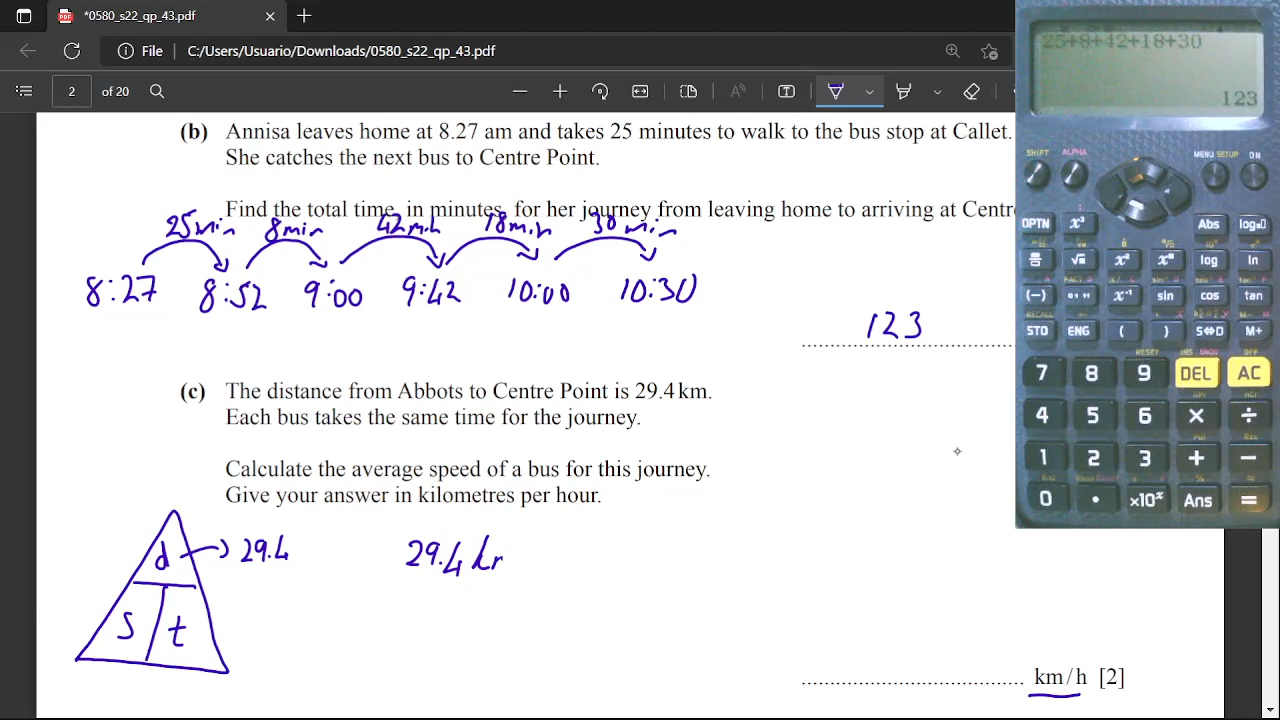 *0580_s22_qp_43.pdf
File C:/Users/Usuario/Downloads/0580_s22_qp_43.pdf
2 of 20
(b) Annisa leaves home at 8.27 am and takes 25 minutes to walk to the bus stop at Callet.
She catches the next bus to Centre Point.
Find the total time, in minutes, for her journey from leaving home to arriving at Centre
25min 8min 42min 18min 30min
8:27 8:52 9:00 9:42 10:00 10:30
123
(c) The distance from Abbots to Centre Point is 29.4 km.
Each bus takes the same time for the journey.
Calculate the average speed of a bus for this journey.
Give your answer in kilometres per hour.
d 29.4
29.4
s t
km/h [2]
25+8+42+18+30
123
SHIFT ALPHA MENU SETUP ON
OPTN Abs
log ln
(−) sin cos tan
STO ENG ( ) S⇔D M+
7 8 9 DEL AC
4 5 6 × ÷
1 2 3 + −
0 • ×10ˣ Ans =